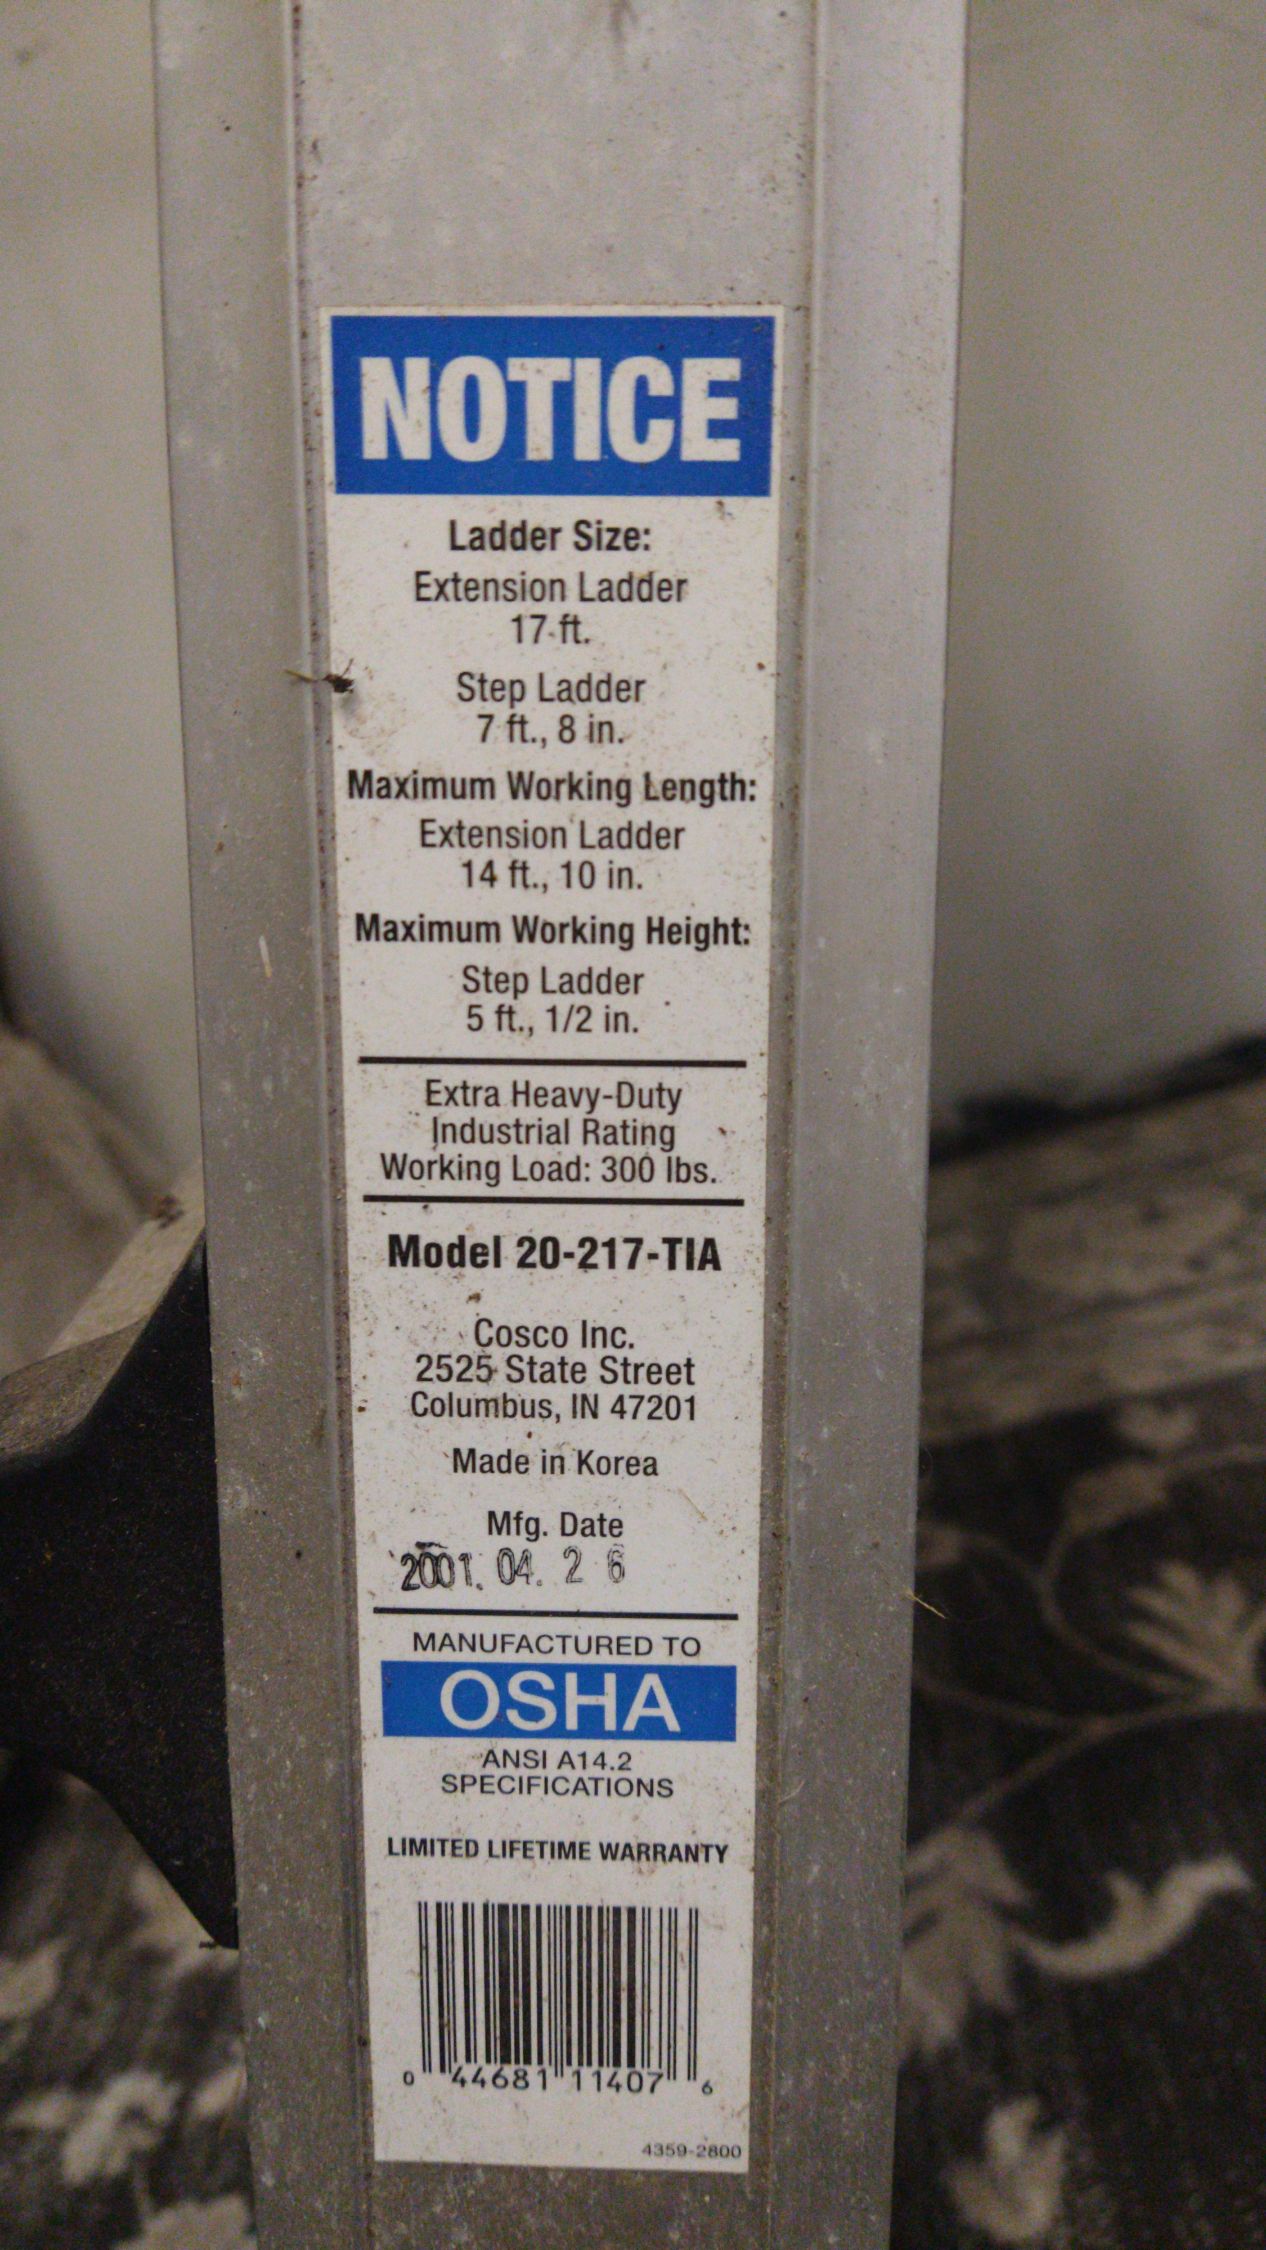 NOTICE
Ladder Size:
Extension Ladder
17 ft.
Step Ladder
7 ft., 8 in.
Maximum Working Length:
Extension Ladder
14 ft., 10 in.
Maximum Working Height:
Step Ladder
5 ft., 1/2 in.
Extra Heavy-Duty
Industrial Rating
Working Load: 300 lbs.
Model 20-217-TIA
Cosco Inc.
2525 State Street
Columbus, IN 47201
Made in Korea
Mfg. Date
2001. 04. 2 6
MANUFACTURED TO
OSHA
ANSI A14.2
SPECIFICATIONS
LIMITED LIFETIME WARRANTY
0 44681 11407 6
4359-2800